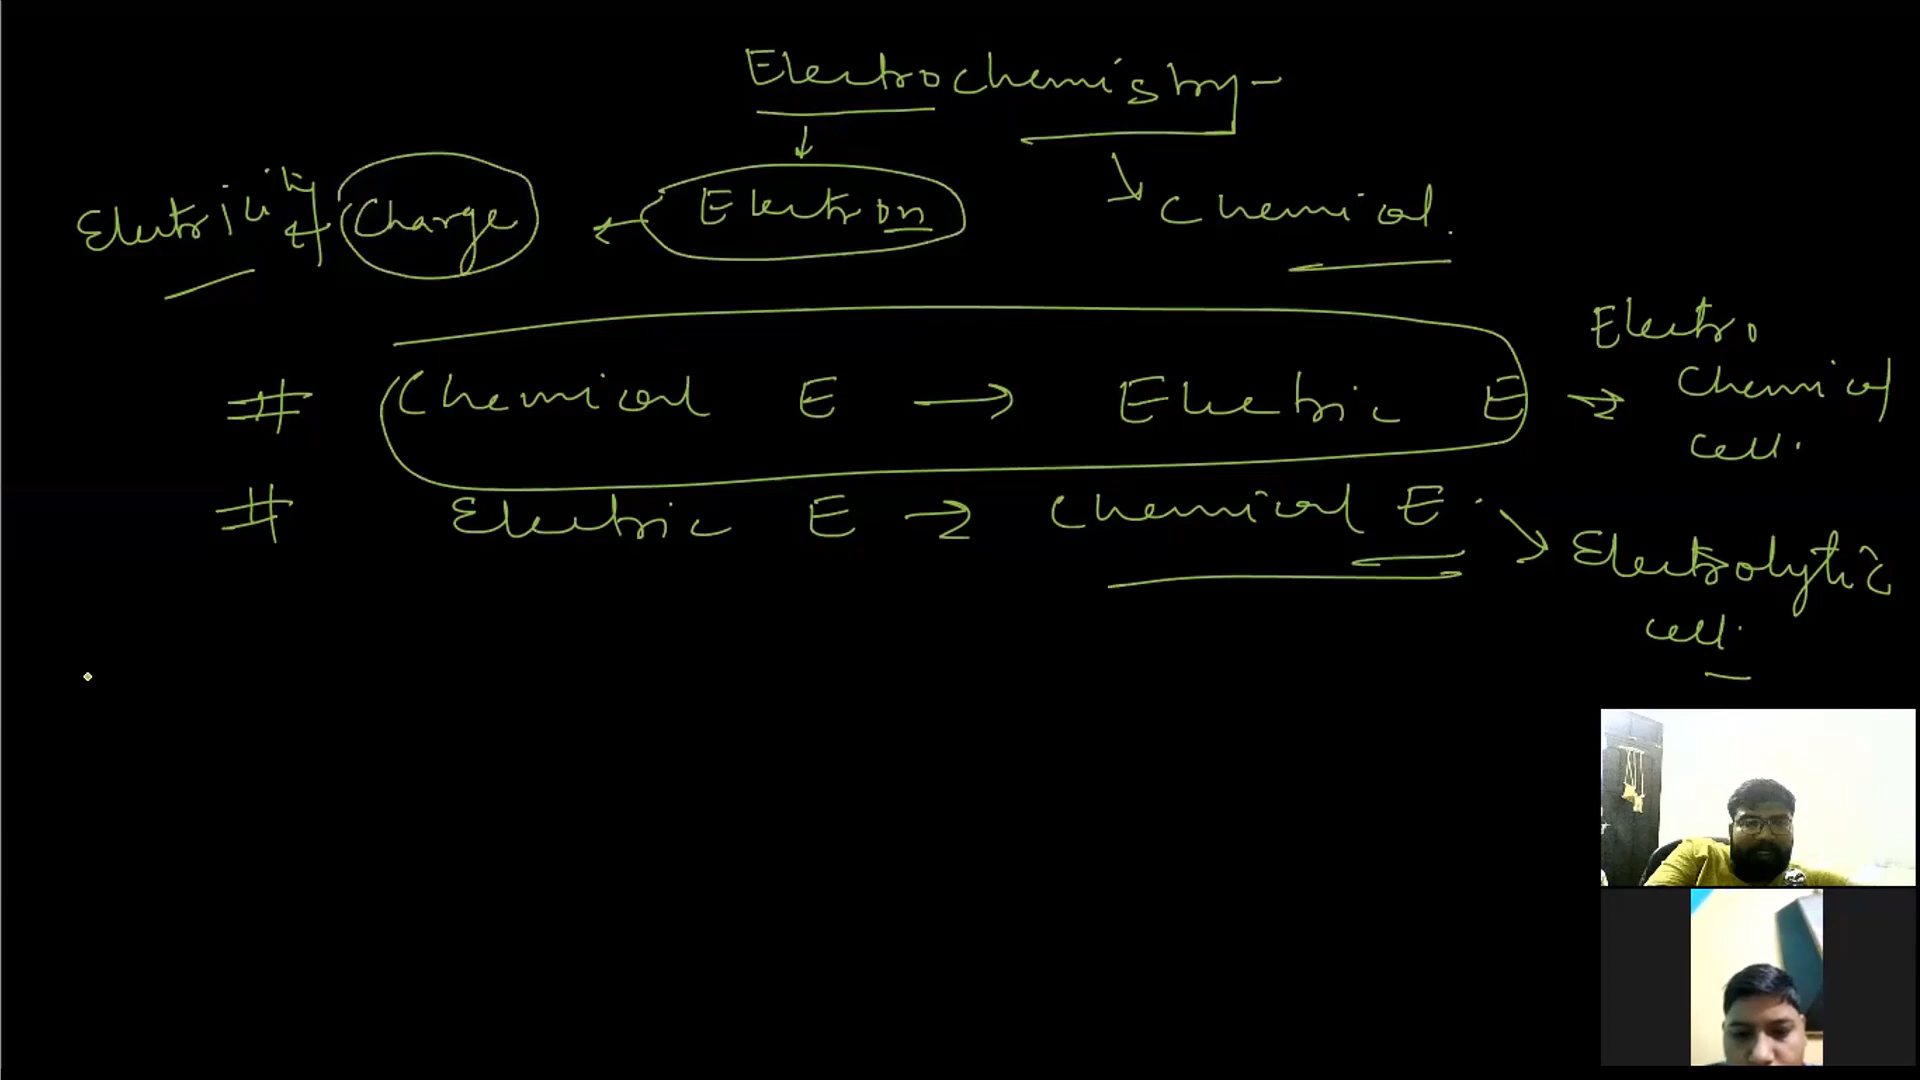 Electrochemistry-
Electricity ← Charge ← Electron
Chemical.
# Chemical E → Electric E → Electro
Chemical
cell.
# Electric E → Chemical E. → Electrolytic
cell.